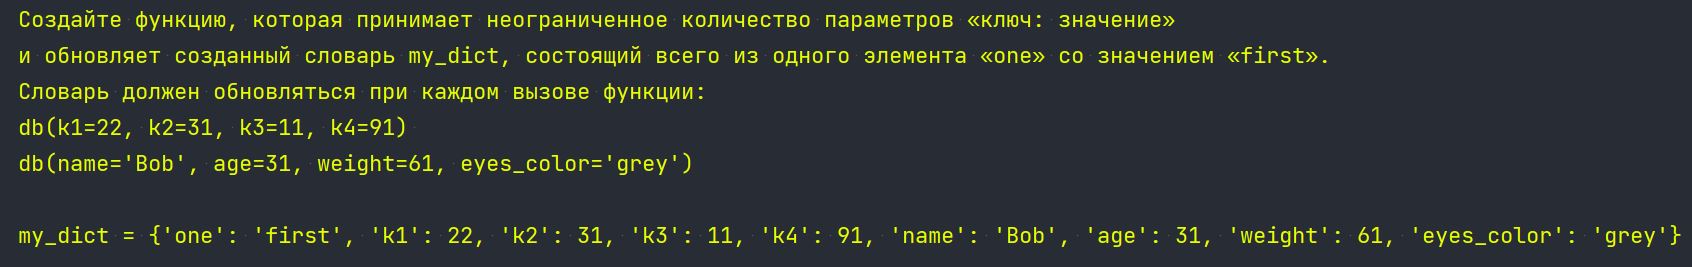 Создайте функцию, которая принимает неограниченное количество параметров «ключ: значение»
и обновляет созданный словарь my_dict, состоящий всего из одного элемента «one» со значением «first».
Словарь должен обновляться при каждом вызове функции:
db(k1=22, k2=31, k3=11, k4=91)
db(name='Bob', age=31, weight=61, eyes_color='grey')
my_dict = {'one': 'first', 'k1': 22, 'k2': 31, 'k3': 11, 'k4': 91, 'name': 'Bob', 'age': 31, 'weight': 61, 'eyes_color': 'grey'}